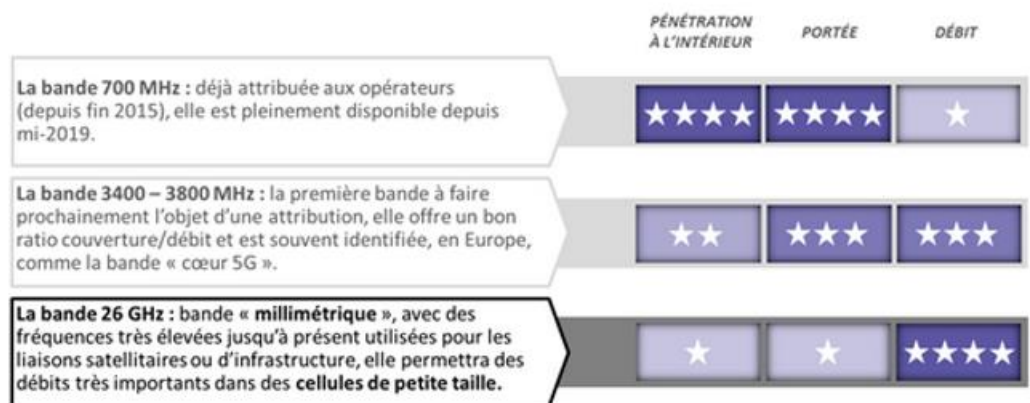 PÉNÉTRATION
À L'INTÉRIEUR
PORTÉE
DÉBIT
La bande 700 MHz : déjà attribuée aux opérateurs
(depuis fin 2015), elle est pleinement disponible depuis
mi-2019.
La bande 3400 – 3800 MHz : la première bande à faire
prochainement l'objet d'une attribution, elle offre un bon
ratio couverture/débit et est souvent identifiée, en Europe,
comme la bande « cœur 5G ».
La bande 26 GHz : bande « millimétrique », avec des
fréquences très élevées jusqu'à présent utilisées pour les
liaisons satellitaires ou d'infrastructure, elle permettra des
débits très importants dans des cellules de petite taille.